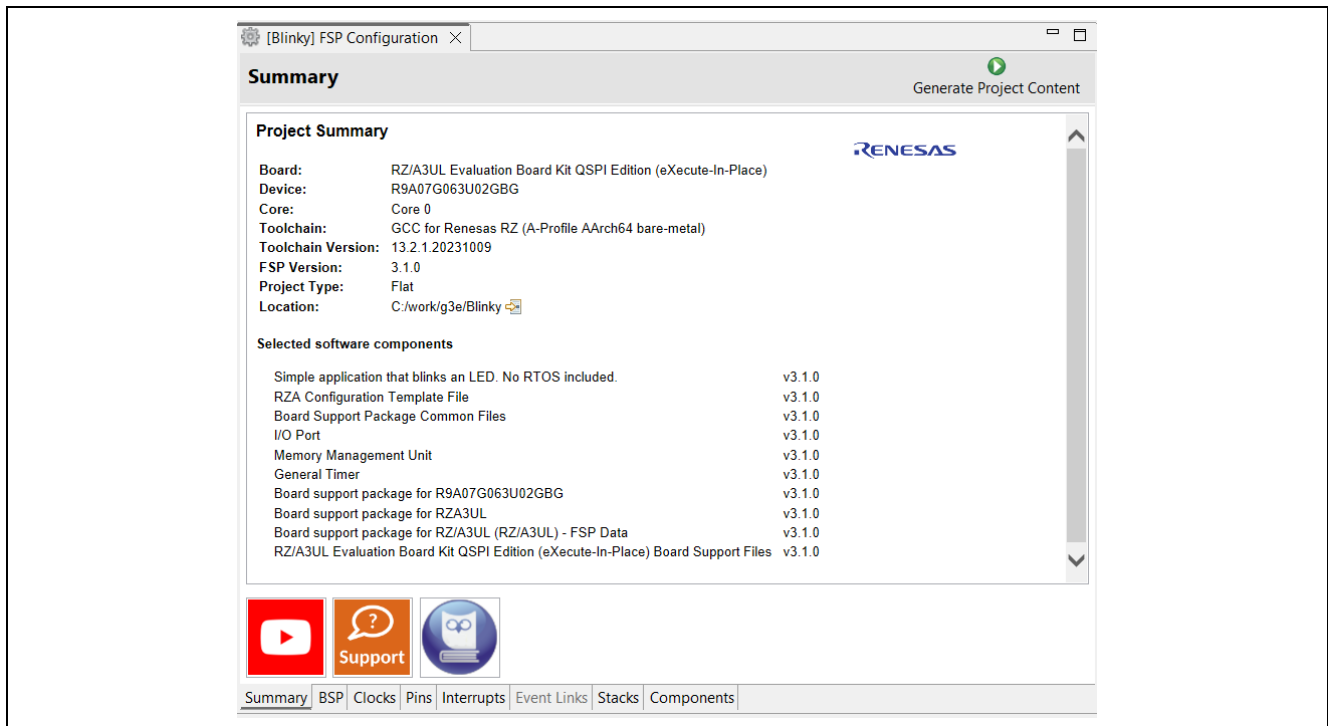 [Blinky] FSP Configuration
Summary
Generate Project Content
Project Summary
RENESAS
Board: RZ/A3UL Evaluation Board Kit QSPI Edition (eXecute-In-Place)
Device: R9A07G063U02GBG
Core: Core 0
Toolchain: GCC for Renesas RZ (A-Profile AArch64 bare-metal)
Toolchain Version: 13.2.1.20231009
FSP Version: 3.1.0
Project Type: Flat
Location: C:/work/g3e/Blinky
Selected software components
Simple application that blinks an LED. No RTOS included. v3.1.0
RZA Configuration Template File v3.1.0
Board Support Package Common Files v3.1.0
I/O Port v3.1.0
Memory Management Unit v3.1.0
General Timer v3.1.0
Board support package for R9A07G063U02GBG v3.1.0
Board support package for RZA3UL v3.1.0
Board support package for RZ/A3UL (RZ/A3UL) - FSP Data v3.1.0
RZ/A3UL Evaluation Board Kit QSPI Edition (eXecute-In-Place) Board Support Files v3.1.0
?
Support
Summary BSP Clocks Pins Interrupts Event Links Stacks Components